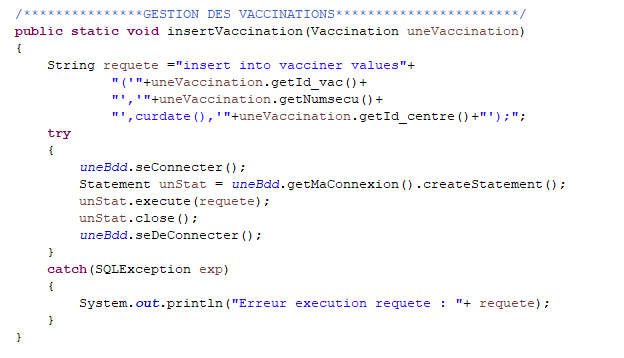 /***************GESTION DES VACCINATIONS***********************/
public static void insertVaccination(Vaccination uneVaccination)
{
String requete ="insert into vacciner values"+
"('"+uneVaccination.getId_vac()+
"','"+uneVaccination.getNumsecu()+
"',curdate(),'"+uneVaccination.getId_centre()+"');";
try
{
uneBdd.seConnecter();
Statement unStat = uneBdd.getMaConnexion().createStatement();
unStat.execute(requete);
unStat.close();
uneBdd.seDeConnecter();
}
catch(SQLException exp)
{
System.out.println("Erreur execution requete : "+ requete);
}
}